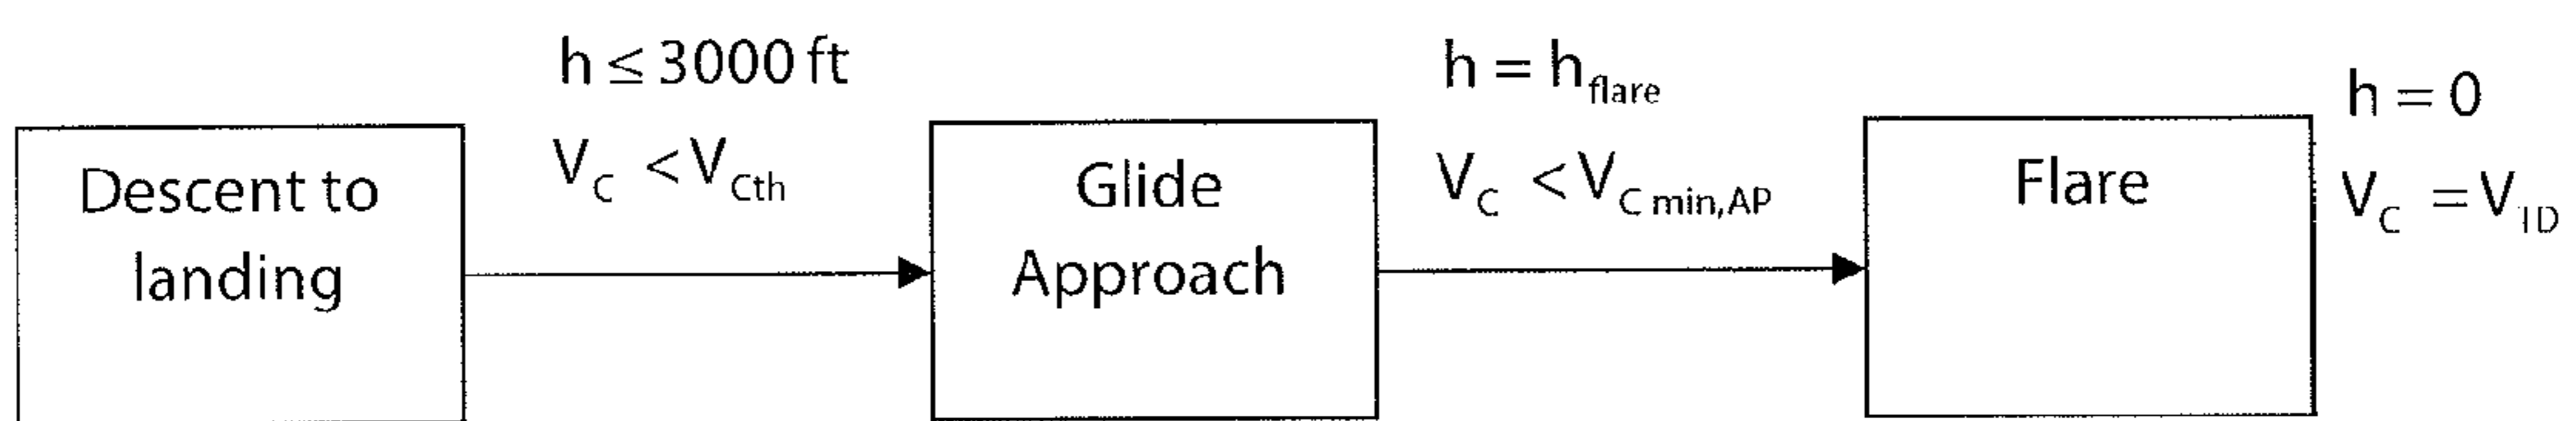 Descent to
landing
h ≤ 3000 ft
V_C < V_Cth
Glide
Approach
h = h_flare
V_C < V_C min,AP
Flare
h = 0
V_C = V_TD